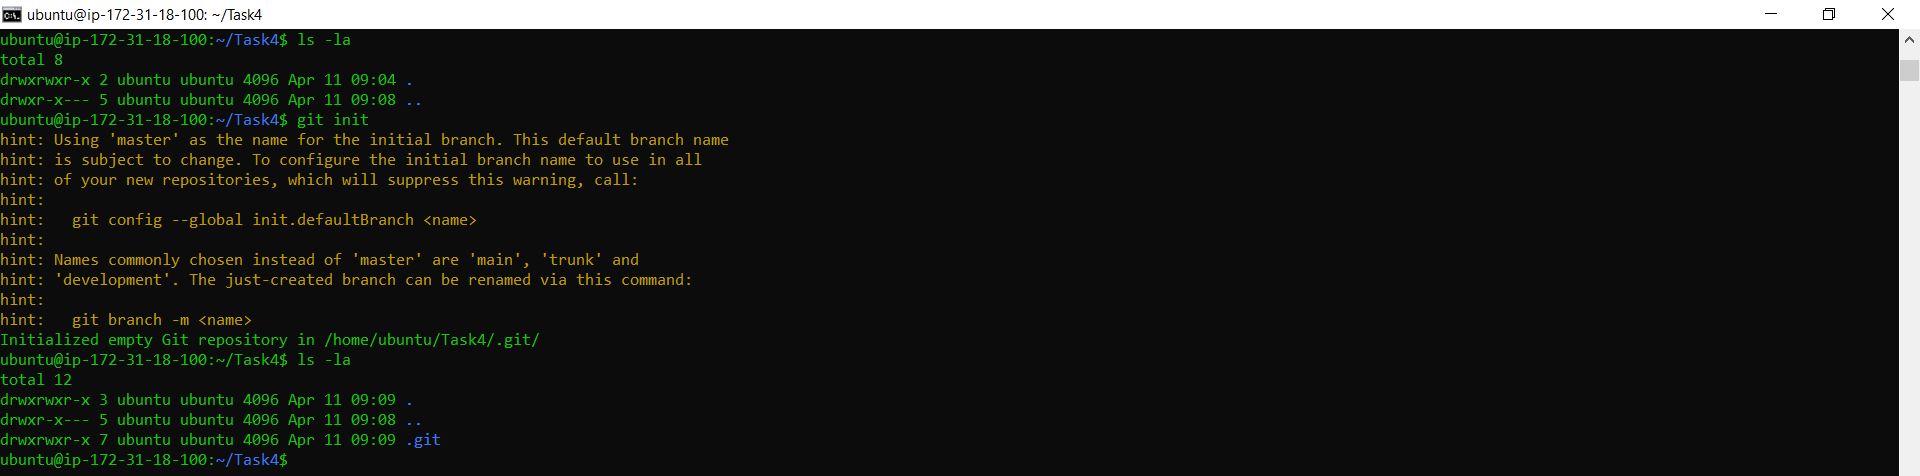 ubuntu@ip-172-31-18-100: ~/Task4
ubuntu@ip-172-31-18-100:~/Task4$ ls -la
total 8
drwxrwxr-x 2 ubuntu ubuntu 4096 Apr 11 09:04 .
drwxr-x--- 5 ubuntu ubuntu 4096 Apr 11 09:08 ..
ubuntu@ip-172-31-18-100:~/Task4$ git init
hint: Using 'master' as the name for the initial branch. This default branch name
hint: is subject to change. To configure the initial branch name to use in all
hint: of your new repositories, which will suppress this warning, call:
hint:
hint:   git config --global init.defaultBranch <name>
hint:
hint: Names commonly chosen instead of 'master' are 'main', 'trunk' and
hint: 'development'. The just-created branch can be renamed via this command:
hint:
hint:   git branch -m <name>
Initialized empty Git repository in /home/ubuntu/Task4/.git/
ubuntu@ip-172-31-18-100:~/Task4$ ls -la
total 12
drwxrwxr-x 3 ubuntu ubuntu 4096 Apr 11 09:09 .
drwxr-x--- 5 ubuntu ubuntu 4096 Apr 11 09:08 ..
drwxrwxr-x 7 ubuntu ubuntu 4096 Apr 11 09:09 .git
ubuntu@ip-172-31-18-100:~/Task4$